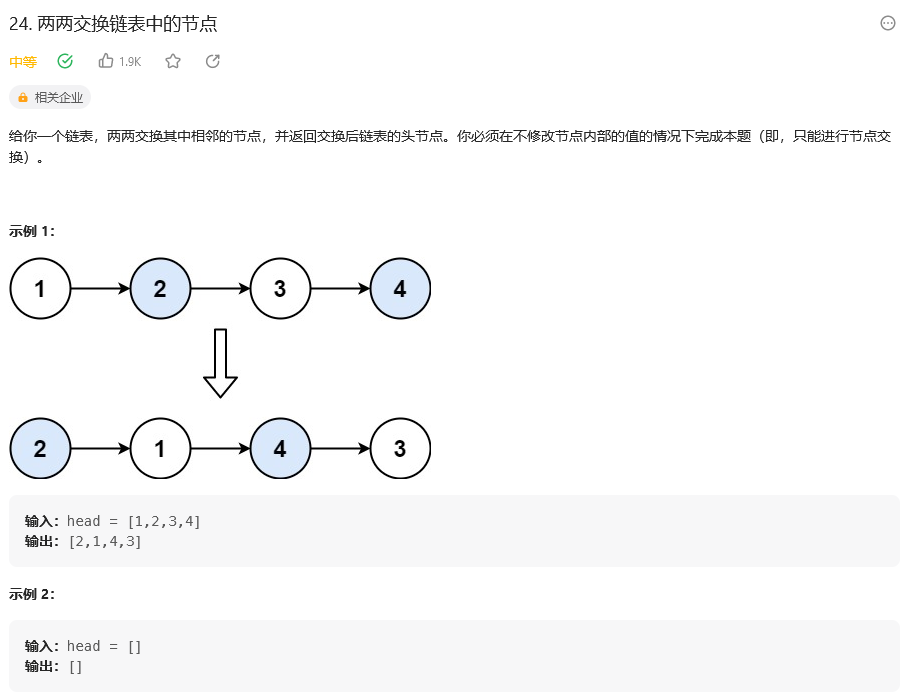 24. 两两交换链表中的节点
中等
1.9K
相关企业
给你一个链表，两两交换其中相邻的节点，并返回交换后链表的头节点。你必须在不修改节点内部的值的情况下完成本题（即，只能进行节点交
换）。
示例 1：
1 2 3 4
2 1 4 3
输入：head = [1,2,3,4]
输出：[2,1,4,3]
示例 2：
输入：head = []
输出：[]